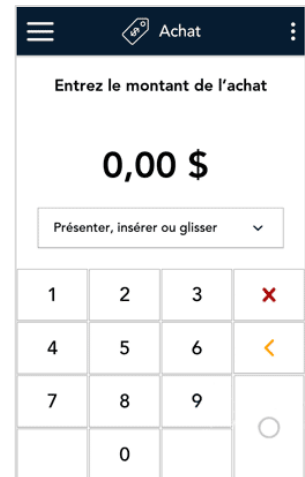 Achat
Entrez le montant de l’achat
0,00 $
Présenter, insérer ou glisser
1 2 3
4 5 6
7 8 9
0